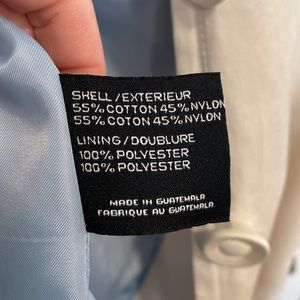 SHELL/EXTERIEUR
55% COTTON 45% NYLON
55% COTON 45% NYLON
LINING/DOUBLURE
100% POLYESTER
100% POLYESTER
MADE IN GUATEMALA
FABRIQUE AU GUATEMALA